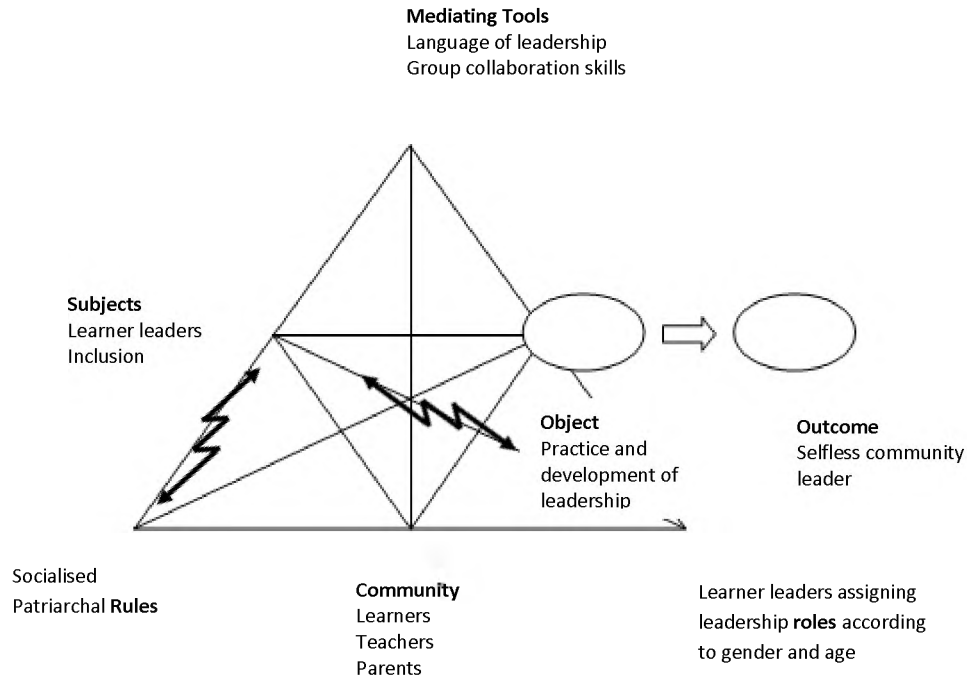 Mediating Tools
Language of leadership
Group collaboration skills
Subjects
Learner leaders
Inclusion
Object
Practice and
development of
leadership
Outcome
Selfless community
leader
Socialised
Patriarchal Rules
Community
Learners
Teachers
Parents
Learner leaders assigning
leadership roles according
to gender and age